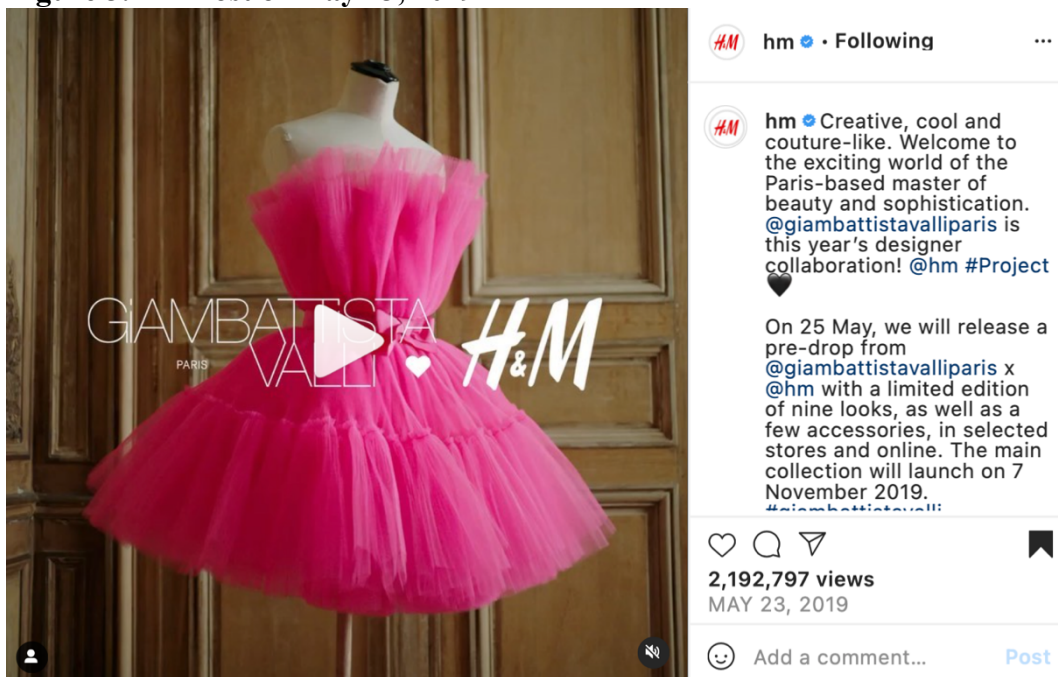 GiAMBATTISTA
VALLI
PARIS
H&M
H&M
hm • Following
...
H&M
hm Creative, cool and
couture-like. Welcome to
the exciting world of the
Paris-based master of
beauty and sophistication.
@giambattistavalliparis is
this year's designer
collaboration! @hm #Project
🖤
On 25 May, we will release a
pre-drop from
@giambattistavalliparis x
@hm with a limited edition
of nine looks, as well as a
few accessories, in selected
stores and online. The main
collection will launch on 7
November 2019.
#giambattistavalli
2,192,797 views
MAY 23, 2019
Add a comment...
Post